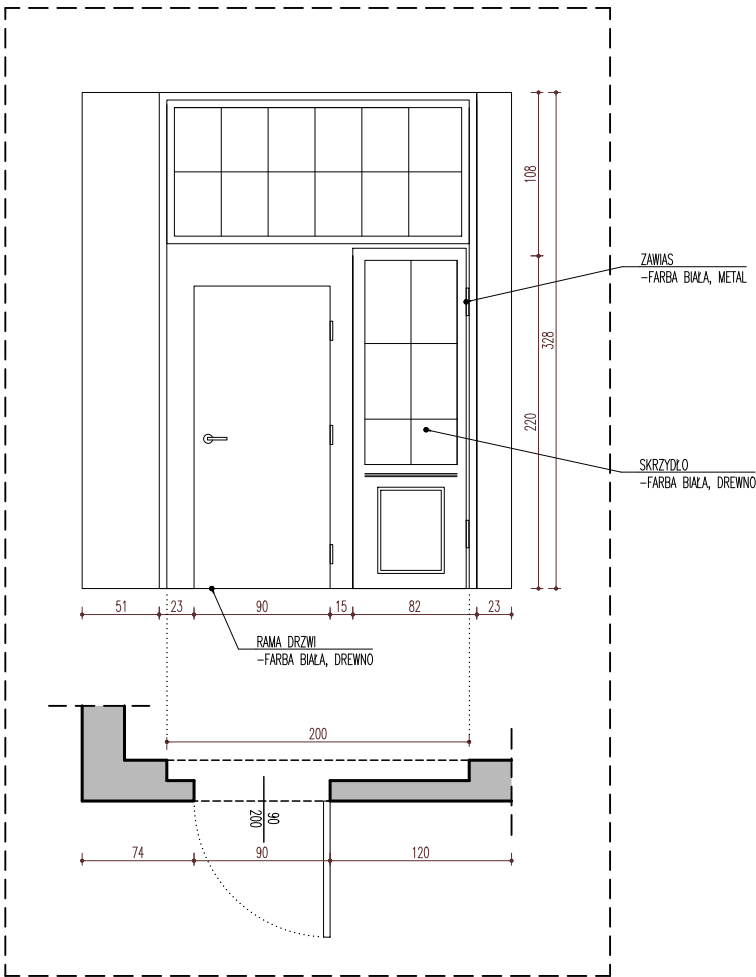 108
ZAWIAS
-FARBA BIAŁA, METAL
328
220
SKRZYDŁO
-FARBA BIAŁA, DREWNO
51 23 90 15 82 23
RAMA DRZWI
-FARBA BIAŁA, DREWNO
200
90
200
74 90 120